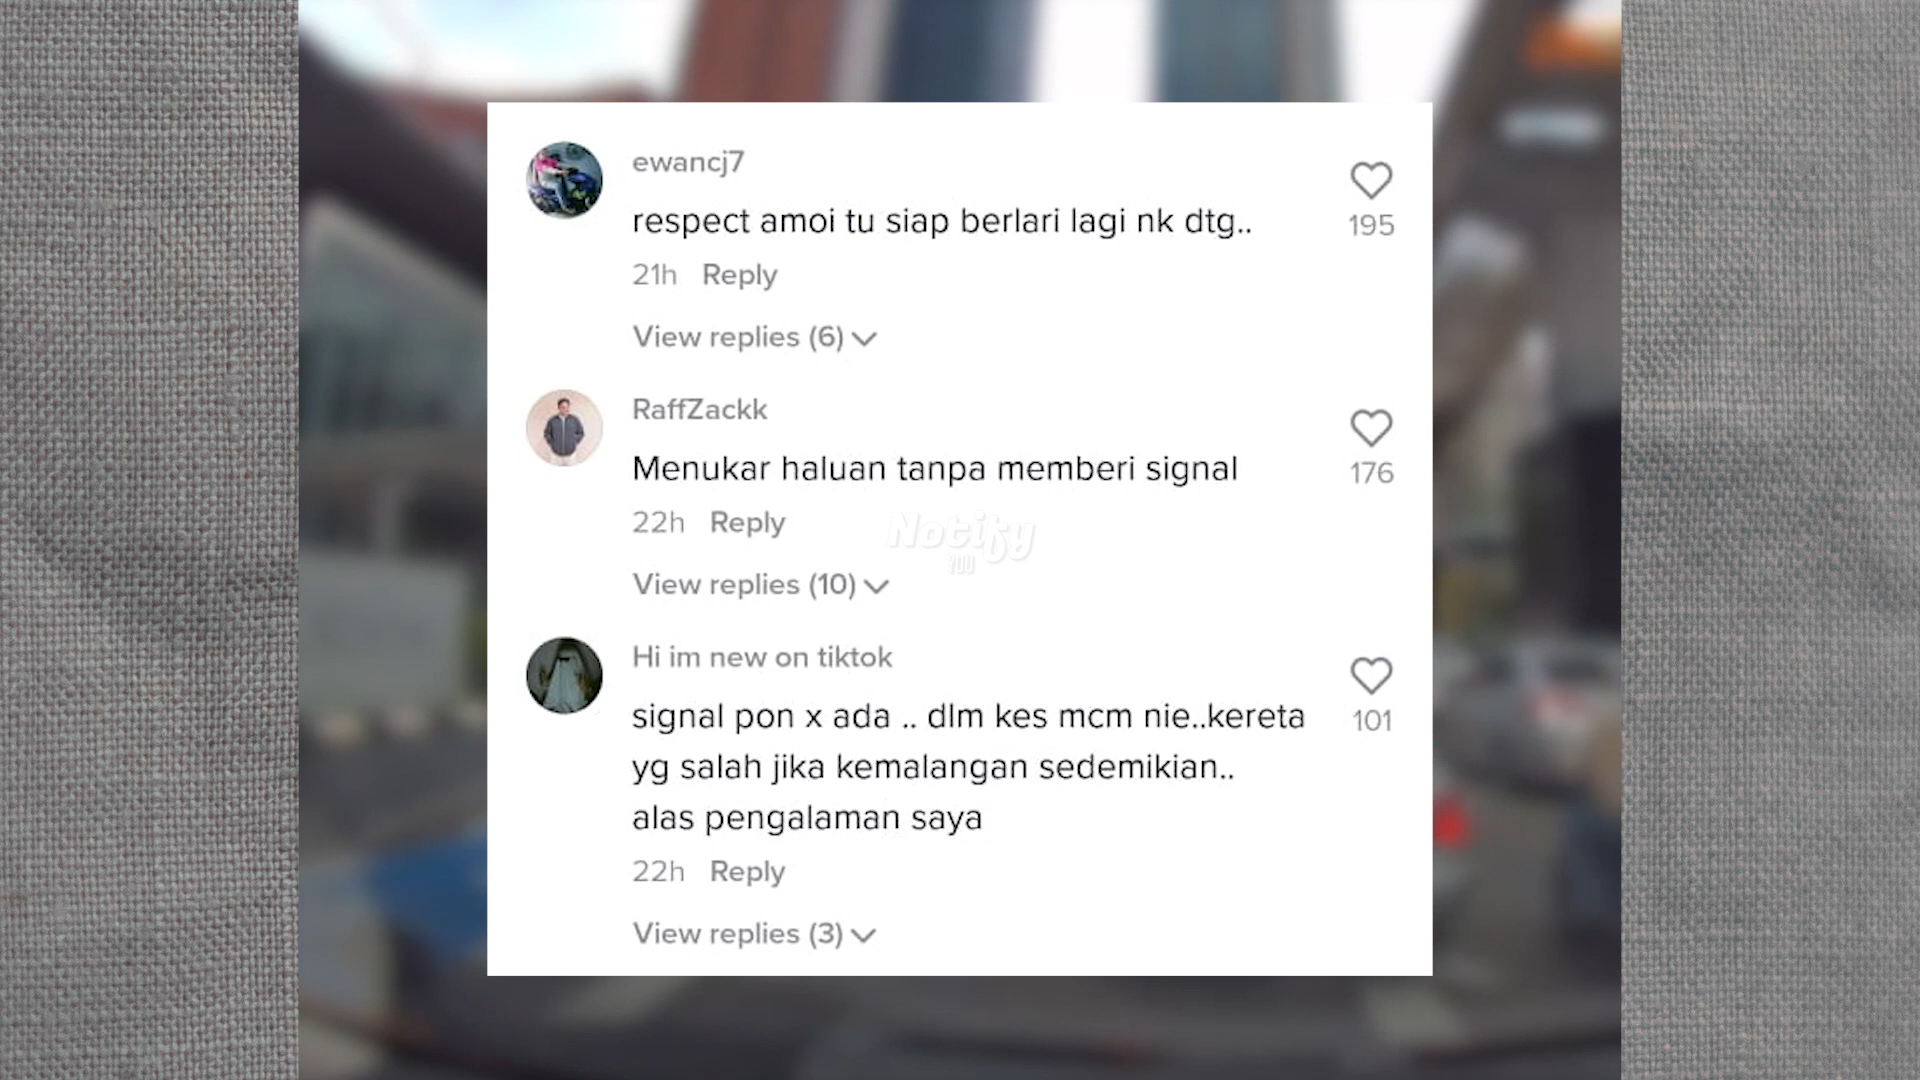 ewancj7
respect amoi tu siap berlari lagi nk dtg..
195
21h Reply
View replies (6)
RaffZackk
Menukar haluan tanpa memberi signal
176
22h Reply
View replies (10)
Notify
YOU
Hi im new on tiktok
signal pon x ada .. dlm kes mcm nie..kereta
101
yg salah jika kemalangan sedemikian..
alas pengalaman saya
22h Reply
View replies (3)